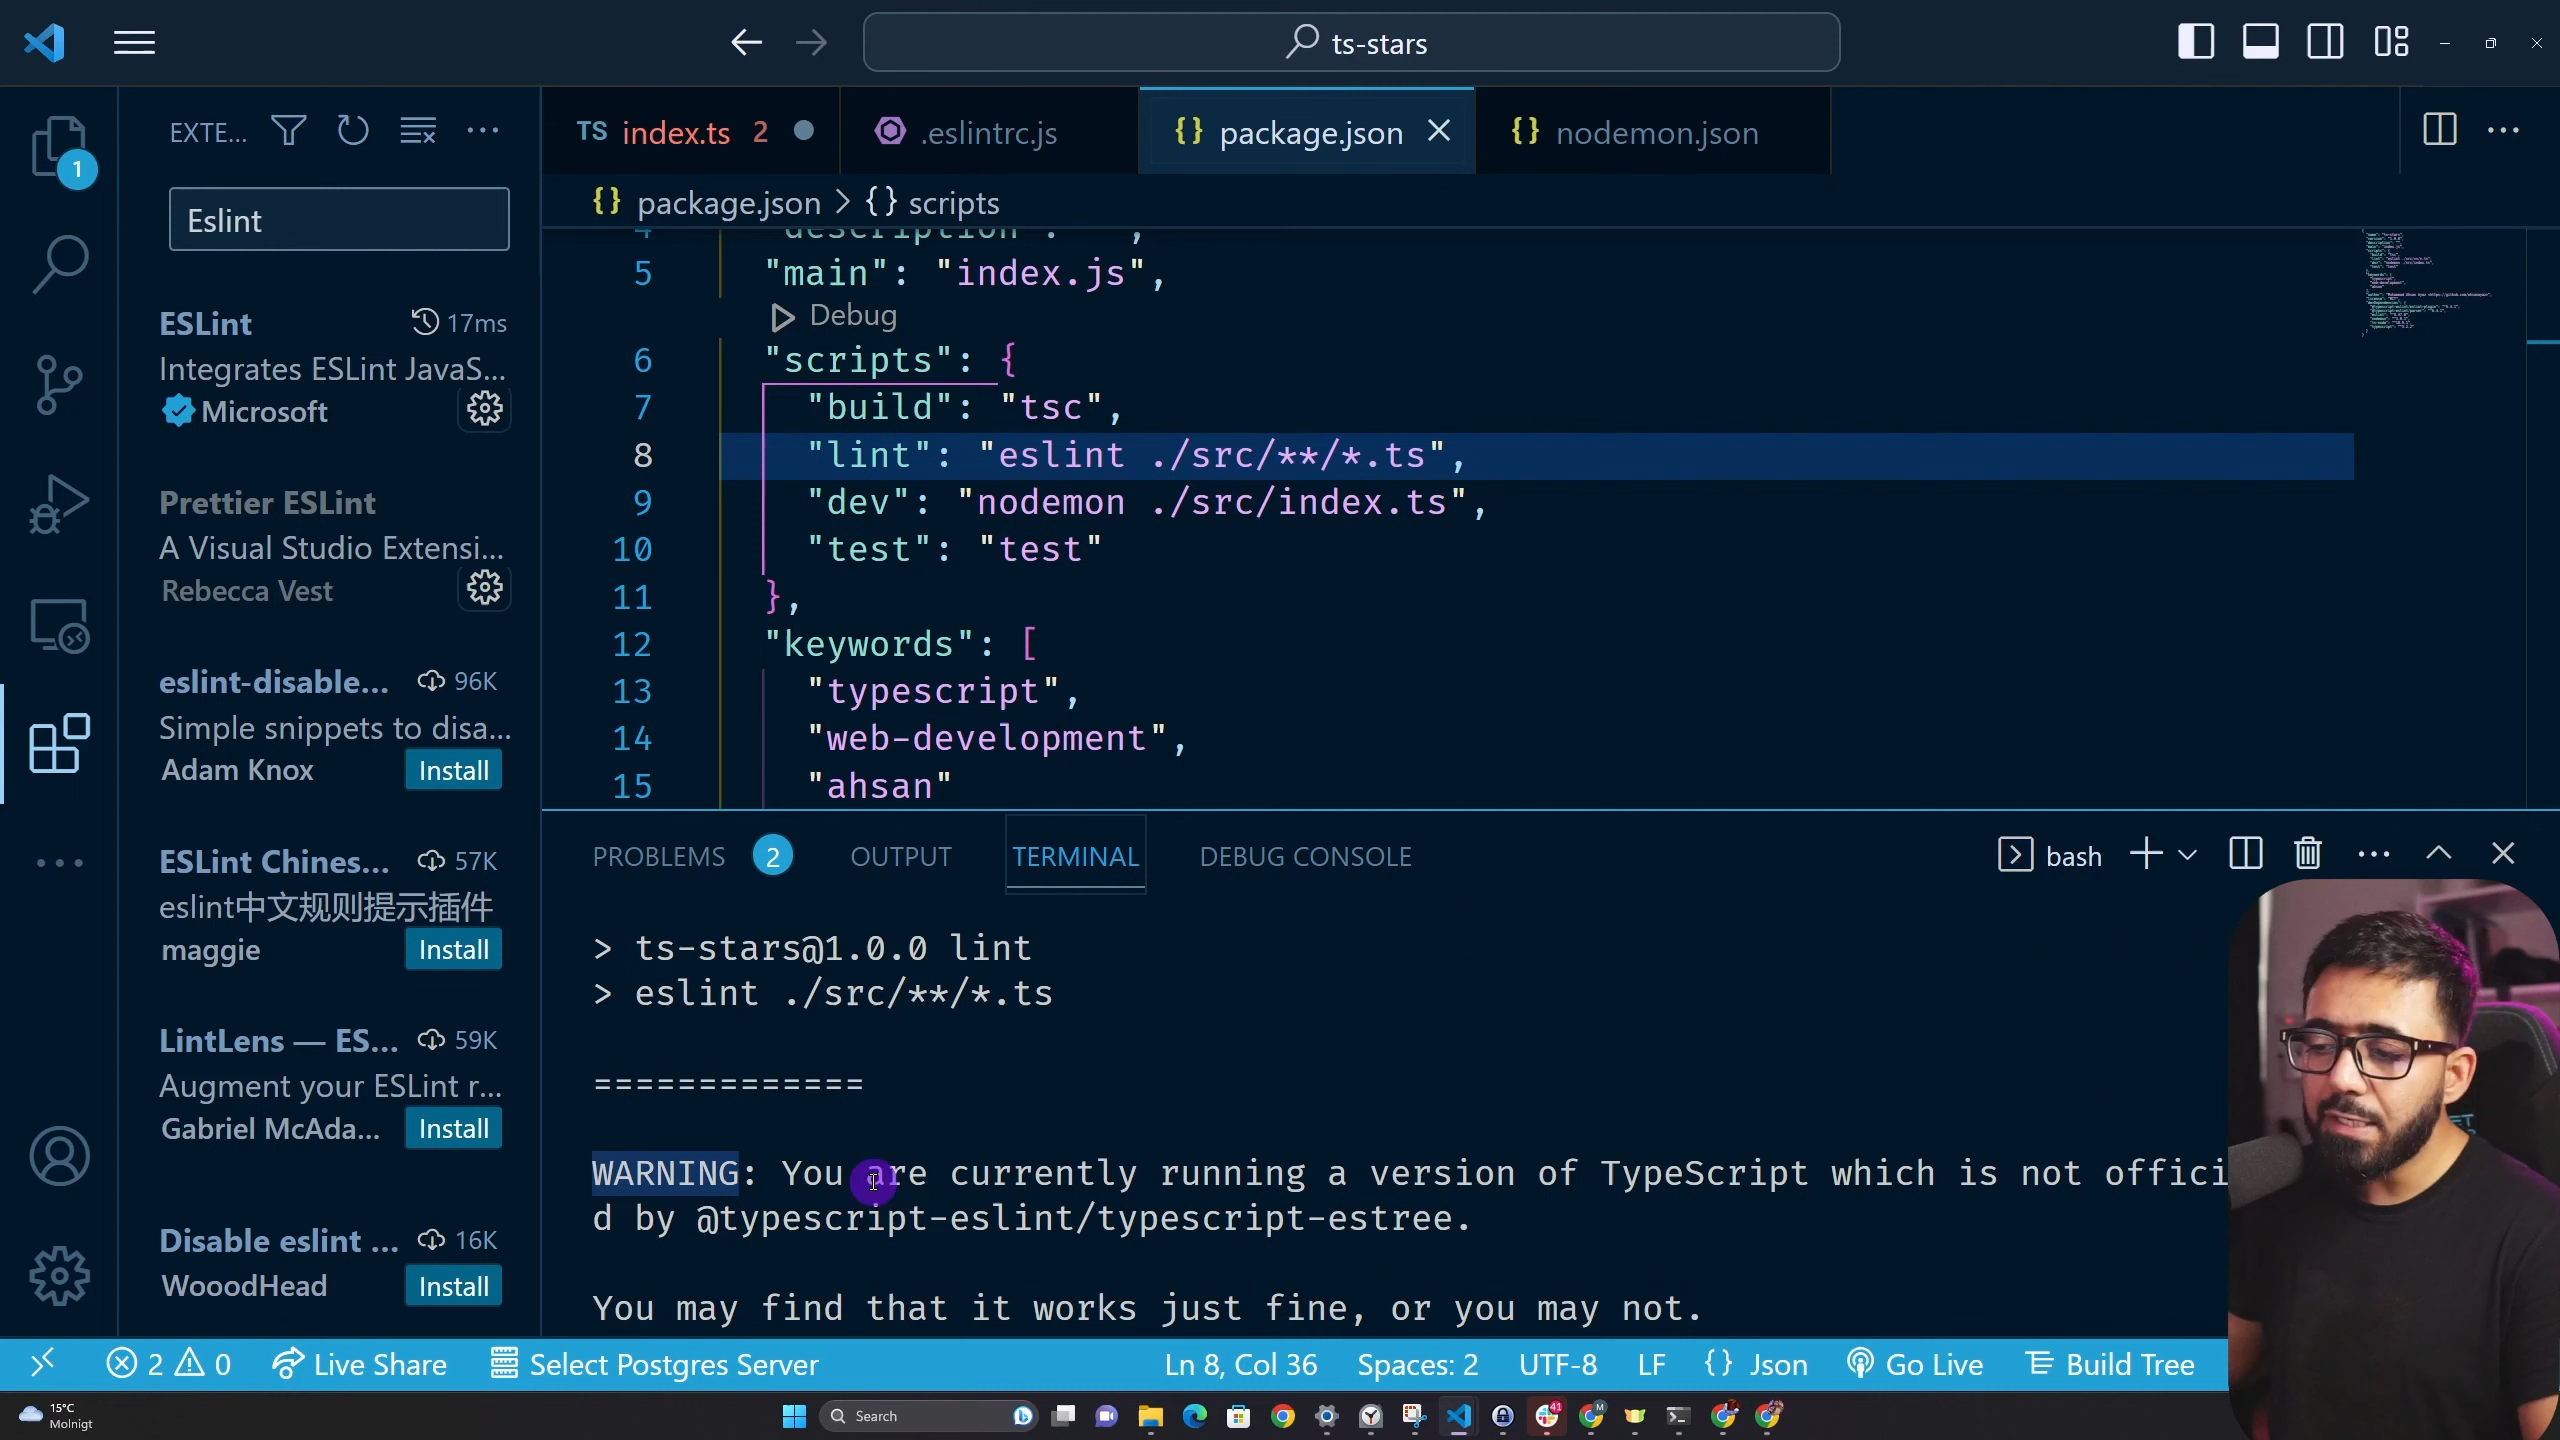 ts-stars
EXTE...
Eslint
ESLint 17ms
Integrates ESLint JavaS...
Microsoft
Prettier ESLint
A Visual Studio Extensi...
Rebecca Vest
eslint-disable... 96K
Simple snippets to disa...
Adam Knox Install
ESLint Chines... 57K
eslint中文规则提示插件
maggie Install
LintLens — ES... 59K
Augment your ESLint r...
Gabriel McAda... Install
Disable eslint ... 16K
WooodHead Install
1
TS index.ts 2
.eslintrc.js
{} package.json
{} nodemon.json
{} package.json > {} scripts
4 "description": "",
5 "main": "index.js",
Debug
6 "scripts": {
7 "build": "tsc",
8 "lint": "eslint ./src/**/*.ts",
9 "dev": "nodemon ./src/index.ts",
10 "test": "test"
11 },
12 "keywords": [
13 "typescript",
14 "web-development",
15 "ahsan"
PROBLEMS 2 OUTPUT TERMINAL DEBUG CONSOLE bash
> ts-stars@1.0.0 lint
> eslint ./src/**/*.ts
=============
WARNING: You are currently running a version of TypeScript which is not offici
d by @typescript-eslint/typescript-estree.
You may find that it works just fine, or you may not.
2 0 Live Share Select Postgres Server Ln 8, Col 36 Spaces: 2 UTF-8 LF {} Json Go Live Build Tree
15°C
Molnigt
Search
41
M